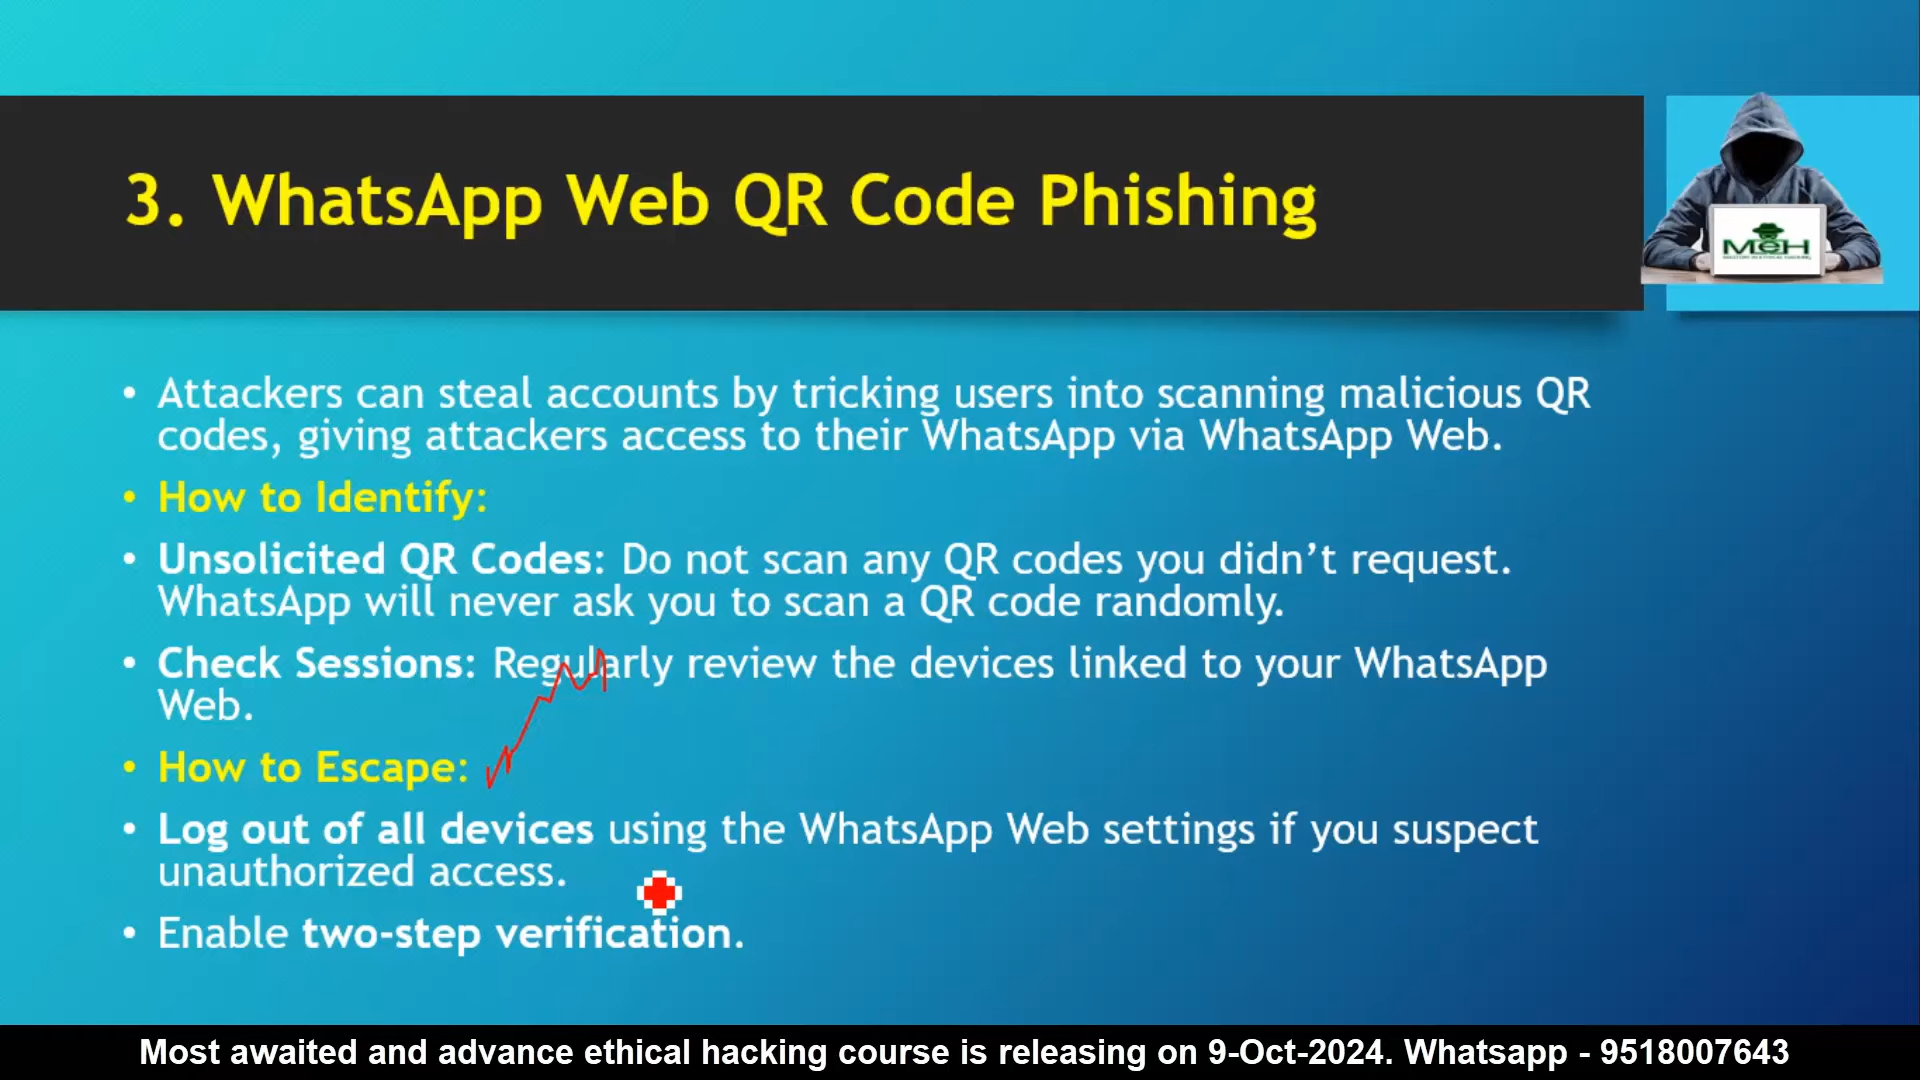 3. WhatsApp Web QR Code Phishing
MeH
• Attackers can steal accounts by tricking users into scanning malicious QR
codes, giving attackers access to their WhatsApp via WhatsApp Web.
• How to Identify:
• Unsolicited QR Codes: Do not scan any QR codes you didn’t request.
WhatsApp will never ask you to scan a QR code randomly.
• Check Sessions: Regularly review the devices linked to your WhatsApp
Web.
• How to Escape:
• Log out of all devices using the WhatsApp Web settings if you suspect
unauthorized access.
• Enable two-step verification.
Most awaited and advance ethical hacking course is releasing on 9-Oct-2024. Whatsapp - 9518007643